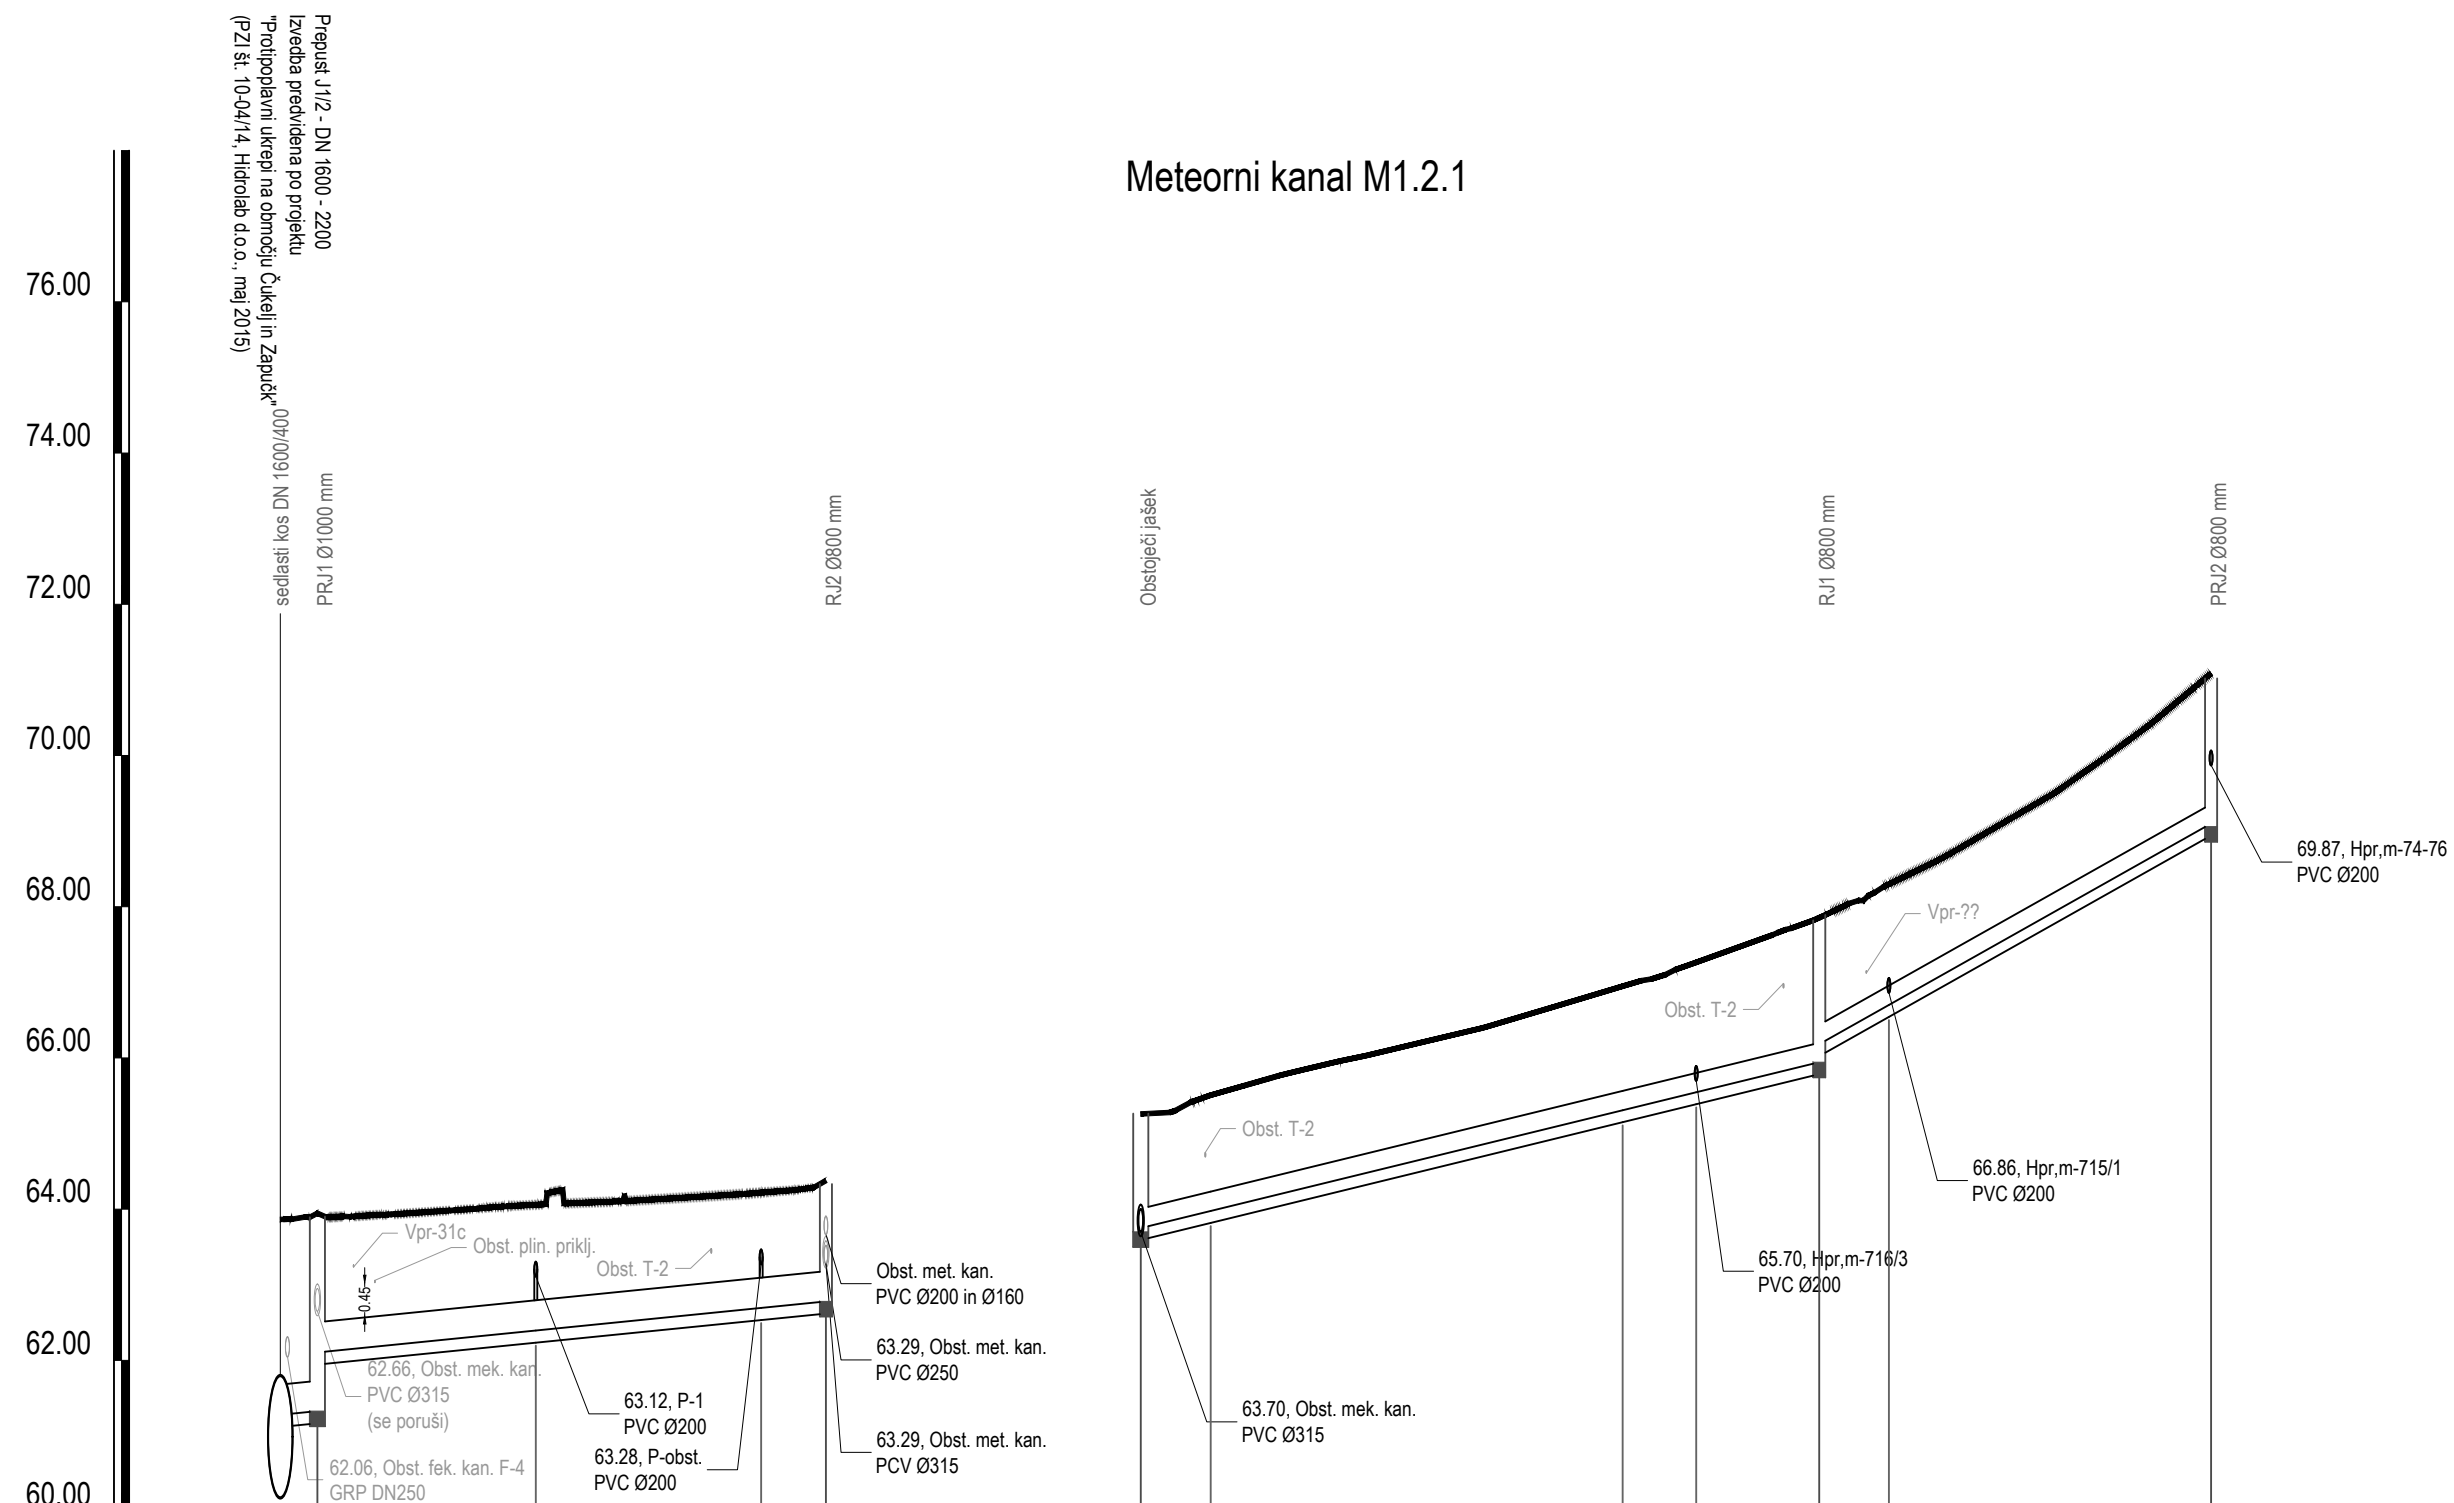 Prepust J1/2 - DN 1600 - 2200
Izvedba predvidena po projektu
"Protipoplavni ukrepi na območju Čukelj in Zapučk"
(PZI št. 10-04/14, Hidrolab d.o.o., maj 2015)
Meteorni kanal M1.2.1
76.00
74.00
72.00
70.00
68.00
66.00
64.00
62.00
60.00
sedlasti kos DN 1600/400
PRJ1 Ø1000 mm
RJ2 Ø800 mm
Obstoječi jašek
RJ1 Ø800 mm
PRJ2 Ø800 mm
Vpr-31c
Obst. plin. priklj.
0.45
Obst. T-2
62.66, Obst. mek. kan.
PVC Ø315
(se poruši)
62.06, Obst. fek. kan. F-4
GRP DN250
63.12, P-1
PVC Ø200
63.28, P-obst.
PVC Ø200
Obst. met. kan.
PVC Ø200 in Ø160
63.29, Obst. met. kan.
PVC Ø250
63.29, Obst. met. kan.
PCV Ø315
Obst. T-2
63.70, Obst. mek. kan.
PVC Ø315
Obst. T-2
65.70, Hpr,m-716/3
PVC Ø200
Vpr-??
66.86, Hpr,m-715/1
PVC Ø200
69.87, Hpr,m-74-76
PVC Ø200